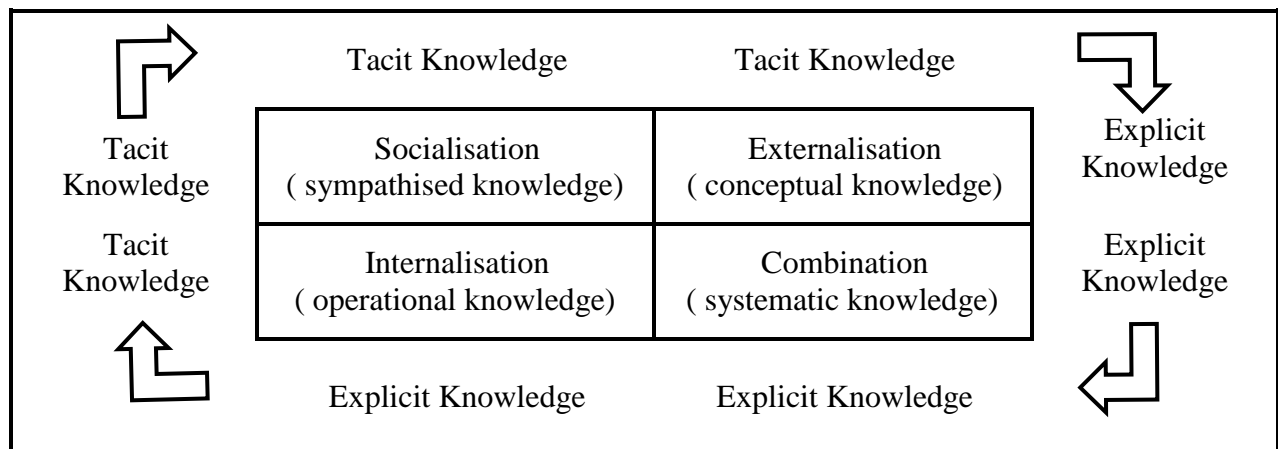 Tacit Knowledge
Tacit Knowledge
Tacit
Knowledge
Socialisation
( sympathised knowledge)
Externalisation
( conceptual knowledge)
Explicit
Knowledge
Tacit
Knowledge
Internalisation
( operational knowledge)
Combination
( systematic knowledge)
Explicit
Knowledge
Explicit Knowledge
Explicit Knowledge